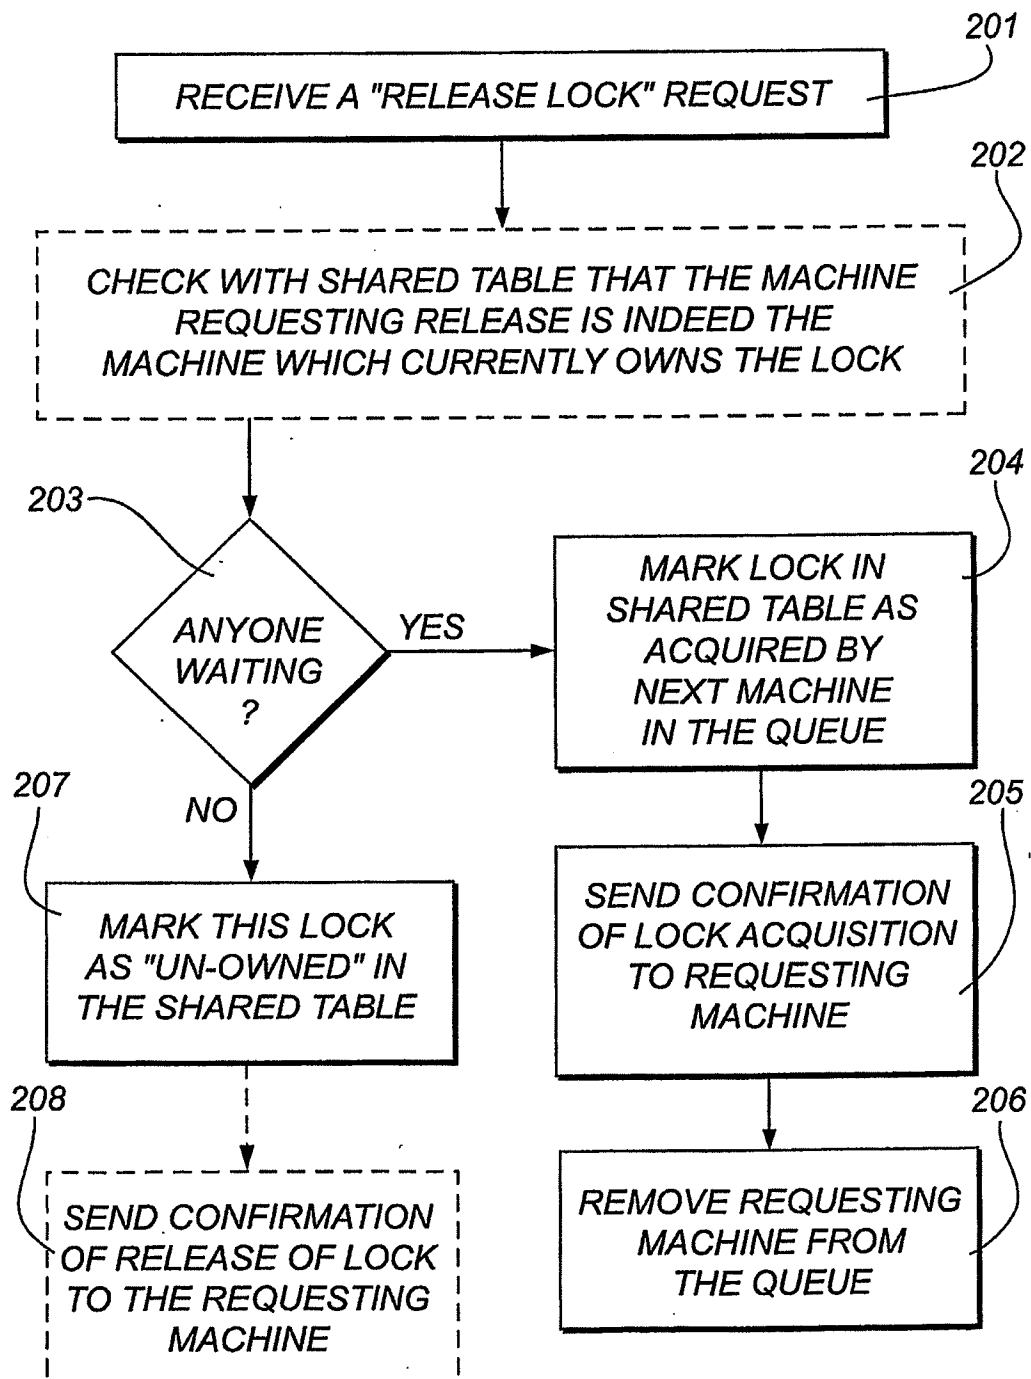 201
RECEIVE A "RELEASE LOCK" REQUEST
202
CHECK WITH SHARED TABLE THAT THE MACHINE
REQUESTING RELEASE IS INDEED THE
MACHINE WHICH CURRENTLY OWNS THE LOCK
203
ANYONE
WAITING
?
YES
NO
204
MARK LOCK IN
SHARED TABLE AS
ACQUIRED BY
NEXT MACHINE
IN THE QUEUE
205
SEND CONFIRMATION
OF LOCK ACQUISITION
TO REQUESTING
MACHINE
206
REMOVE REQUESTING
MACHINE FROM
THE QUEUE
207
MARK THIS LOCK
AS "UN-OWNED" IN
THE SHARED TABLE
208
SEND CONFIRMATION
OF RELEASE OF LOCK
TO THE REQUESTING
MACHINE